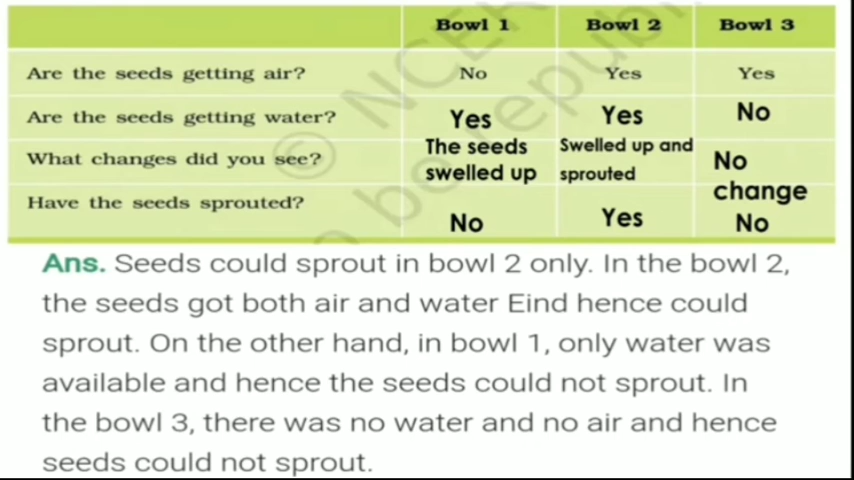 Bowl 1 Bowl 2 Bowl 3
Are the seeds getting air? No Yes Yes
Are the seeds getting water? Yes Yes No
What changes did you see? The seeds swelled up Swelled up and sprouted No change
Have the seeds sprouted? No Yes No
© NCER
o be republi
Ans. Seeds could sprout in bowl 2 only. In the bowl 2,
the seeds got both air and water Eind hence could
sprout. On the other hand, in bowl 1, only water was
available and hence the seeds could not sprout. In
the bowl 3, there was no water and no air and hence
seeds could not sprout.